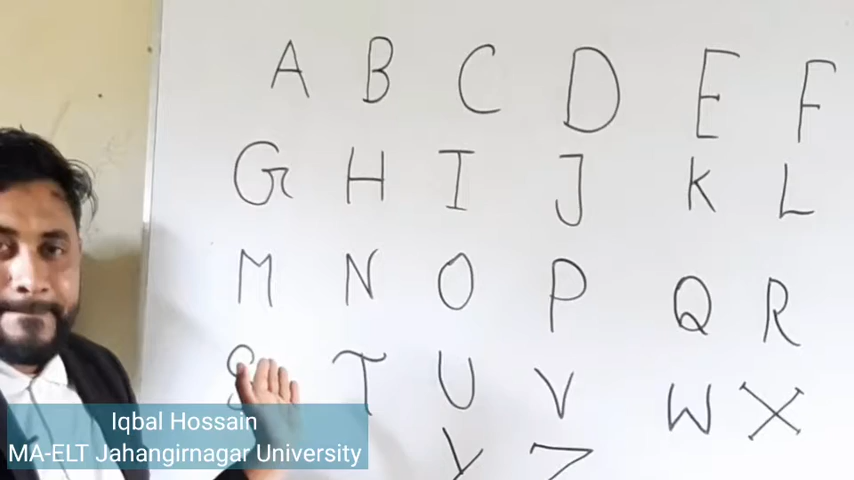 A B C D E F
G H I J K L
M N O P Q R
S T U V W X
Y Z
Iqbal Hossain
MA-ELT Jahangirnagar University